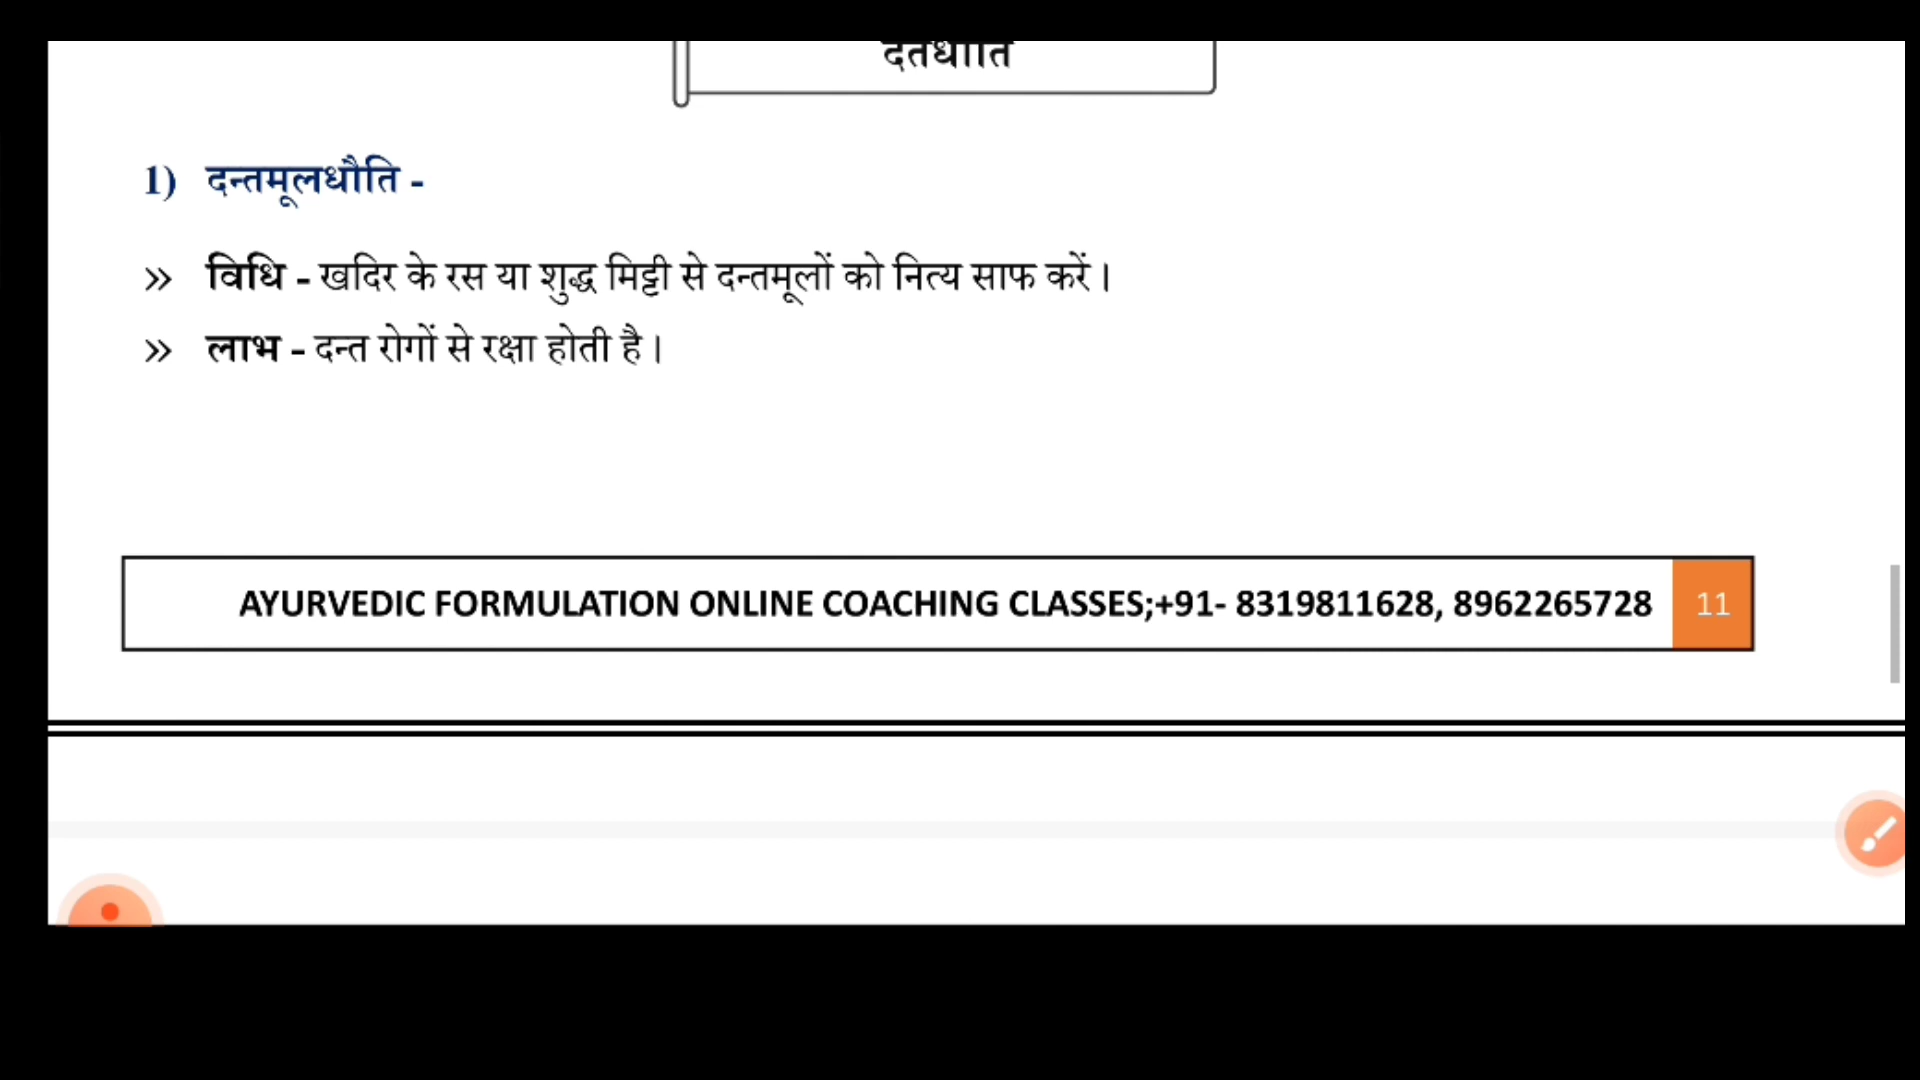 दंतधौति
1) दन्तमूलधौति -
>> विधि - खदिर के रस या शुद्ध मिट्टी से दन्तमूलों को नित्य साफ करें।
>> लाभ - दन्त रोगों से रक्षा होती है।
AYURVEDIC FORMULATION ONLINE COACHING CLASSES;+91- 8319811628, 8962265728 11